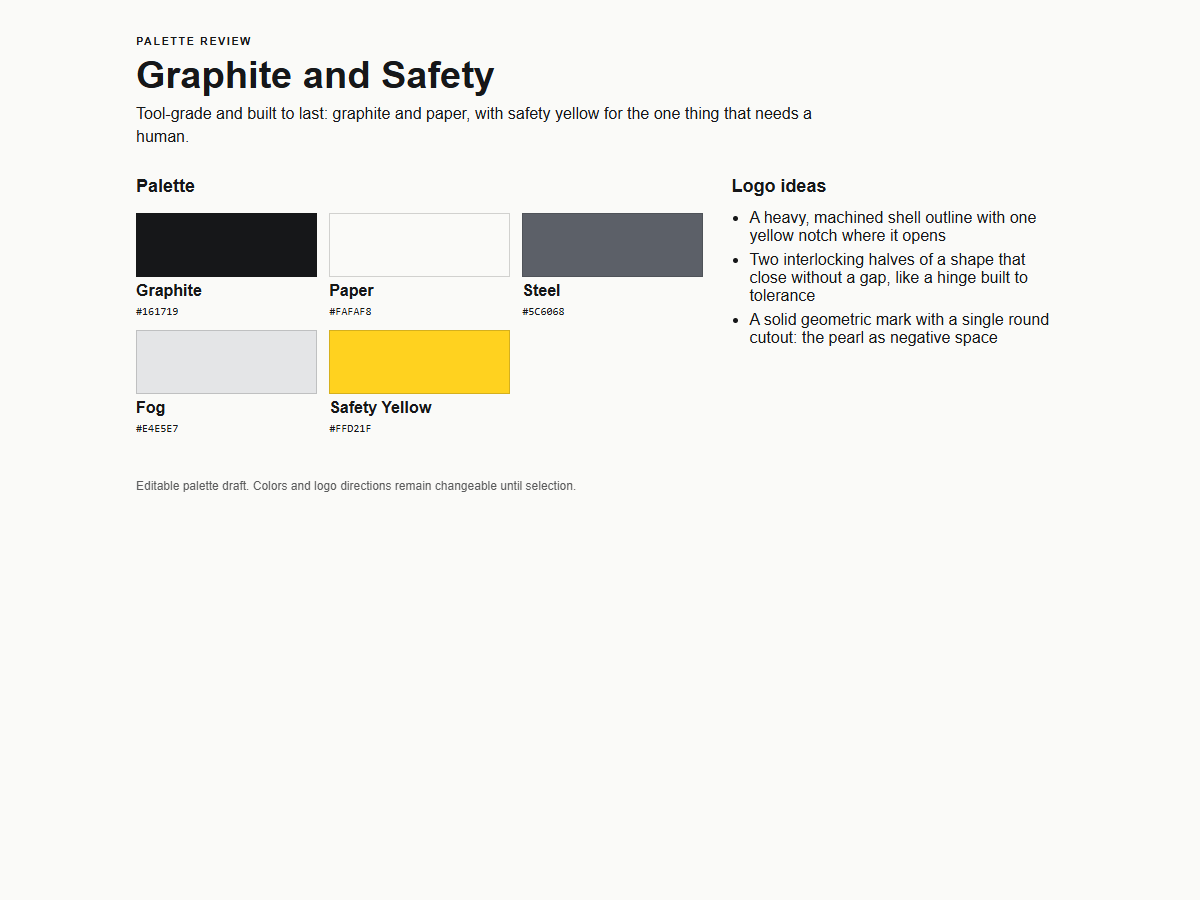 PALETTE REVIEW
Graphite and Safety
Tool-grade and built to last: graphite and paper, with safety yellow for the one thing that needs a
human.
Palette
Graphite
#161719
Paper
#FAFAF8
Steel
#5C6068
Fog
#E4E5E7
Safety Yellow
#FFD21F
Logo ideas
• A heavy, machined shell outline with one
yellow notch where it opens
• Two interlocking halves of a shape that
close without a gap, like a hinge built to
tolerance
• A solid geometric mark with a single round
cutout: the pearl as negative space
Editable palette draft. Colors and logo directions remain changeable until selection.